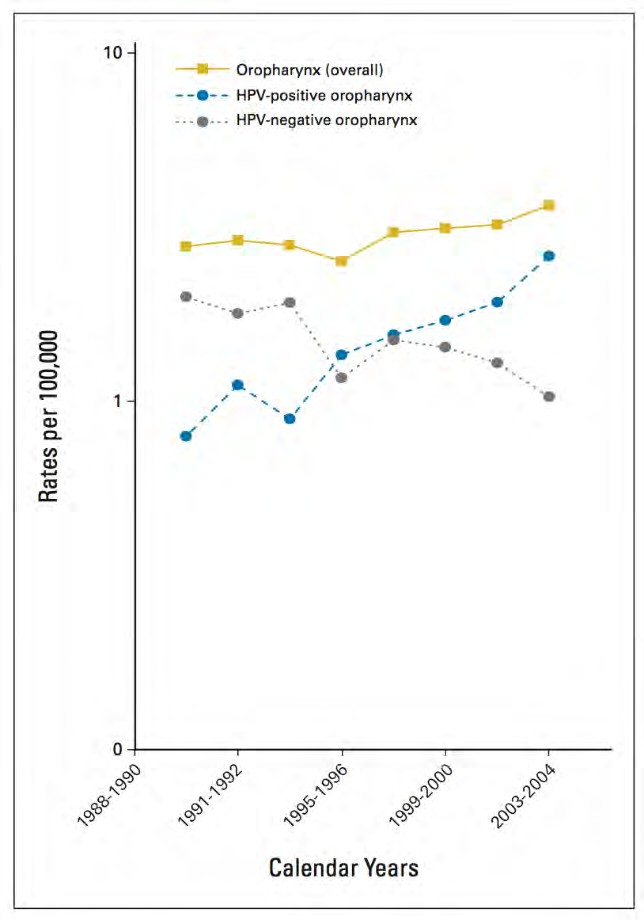 10
Oropharynx (overall)
HPV-positive oropharynx
HPV-negative oropharynx
Rates per 100,000
1
0
1988-1990
1991-1992
1995-1996
1999-2000
2003-2004
Calendar Years